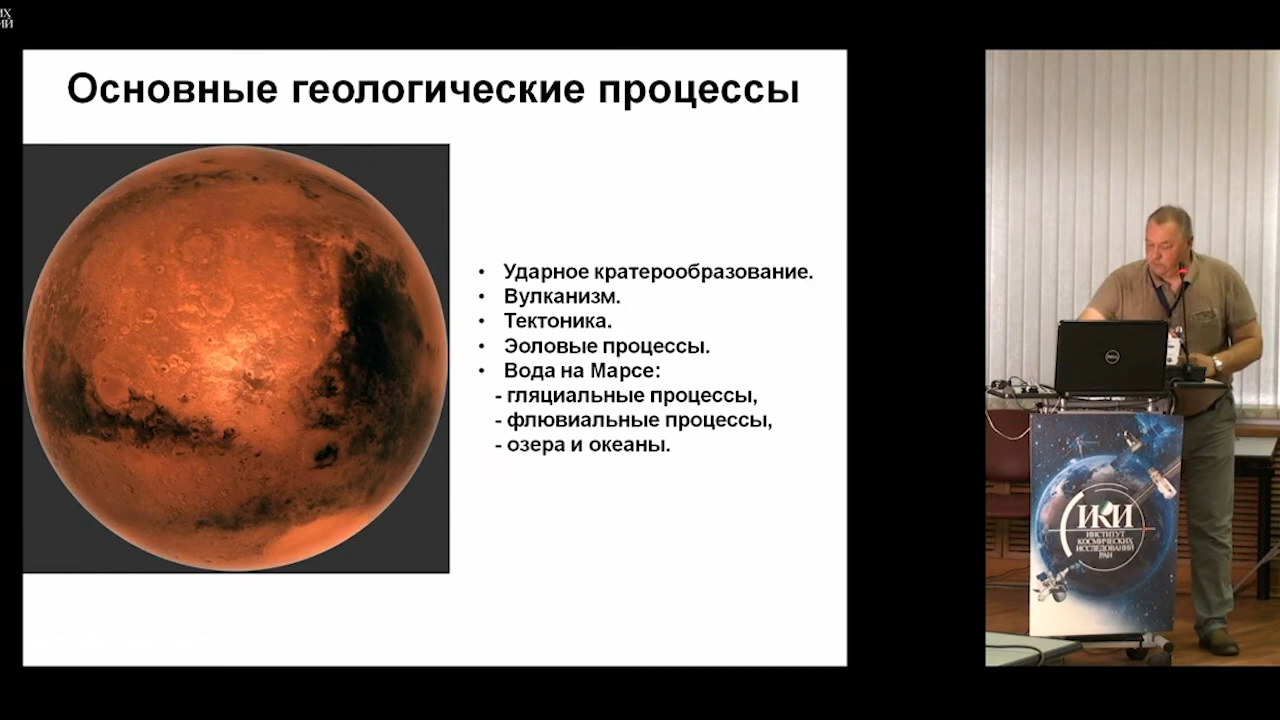 Основные геологические процессы
• Ударное кратерообразование.
• Вулканизм.
• Тектоника.
• Эоловые процессы.
• Вода на Марсе:
- гляциальные процессы,
- флювиальные процессы,
- озера и океаны.
DELL
ИКИ
ИНСТИТУТ
КОСМИЧЕСКИХ
ИССЛЕДОВАНИЙ
РАН